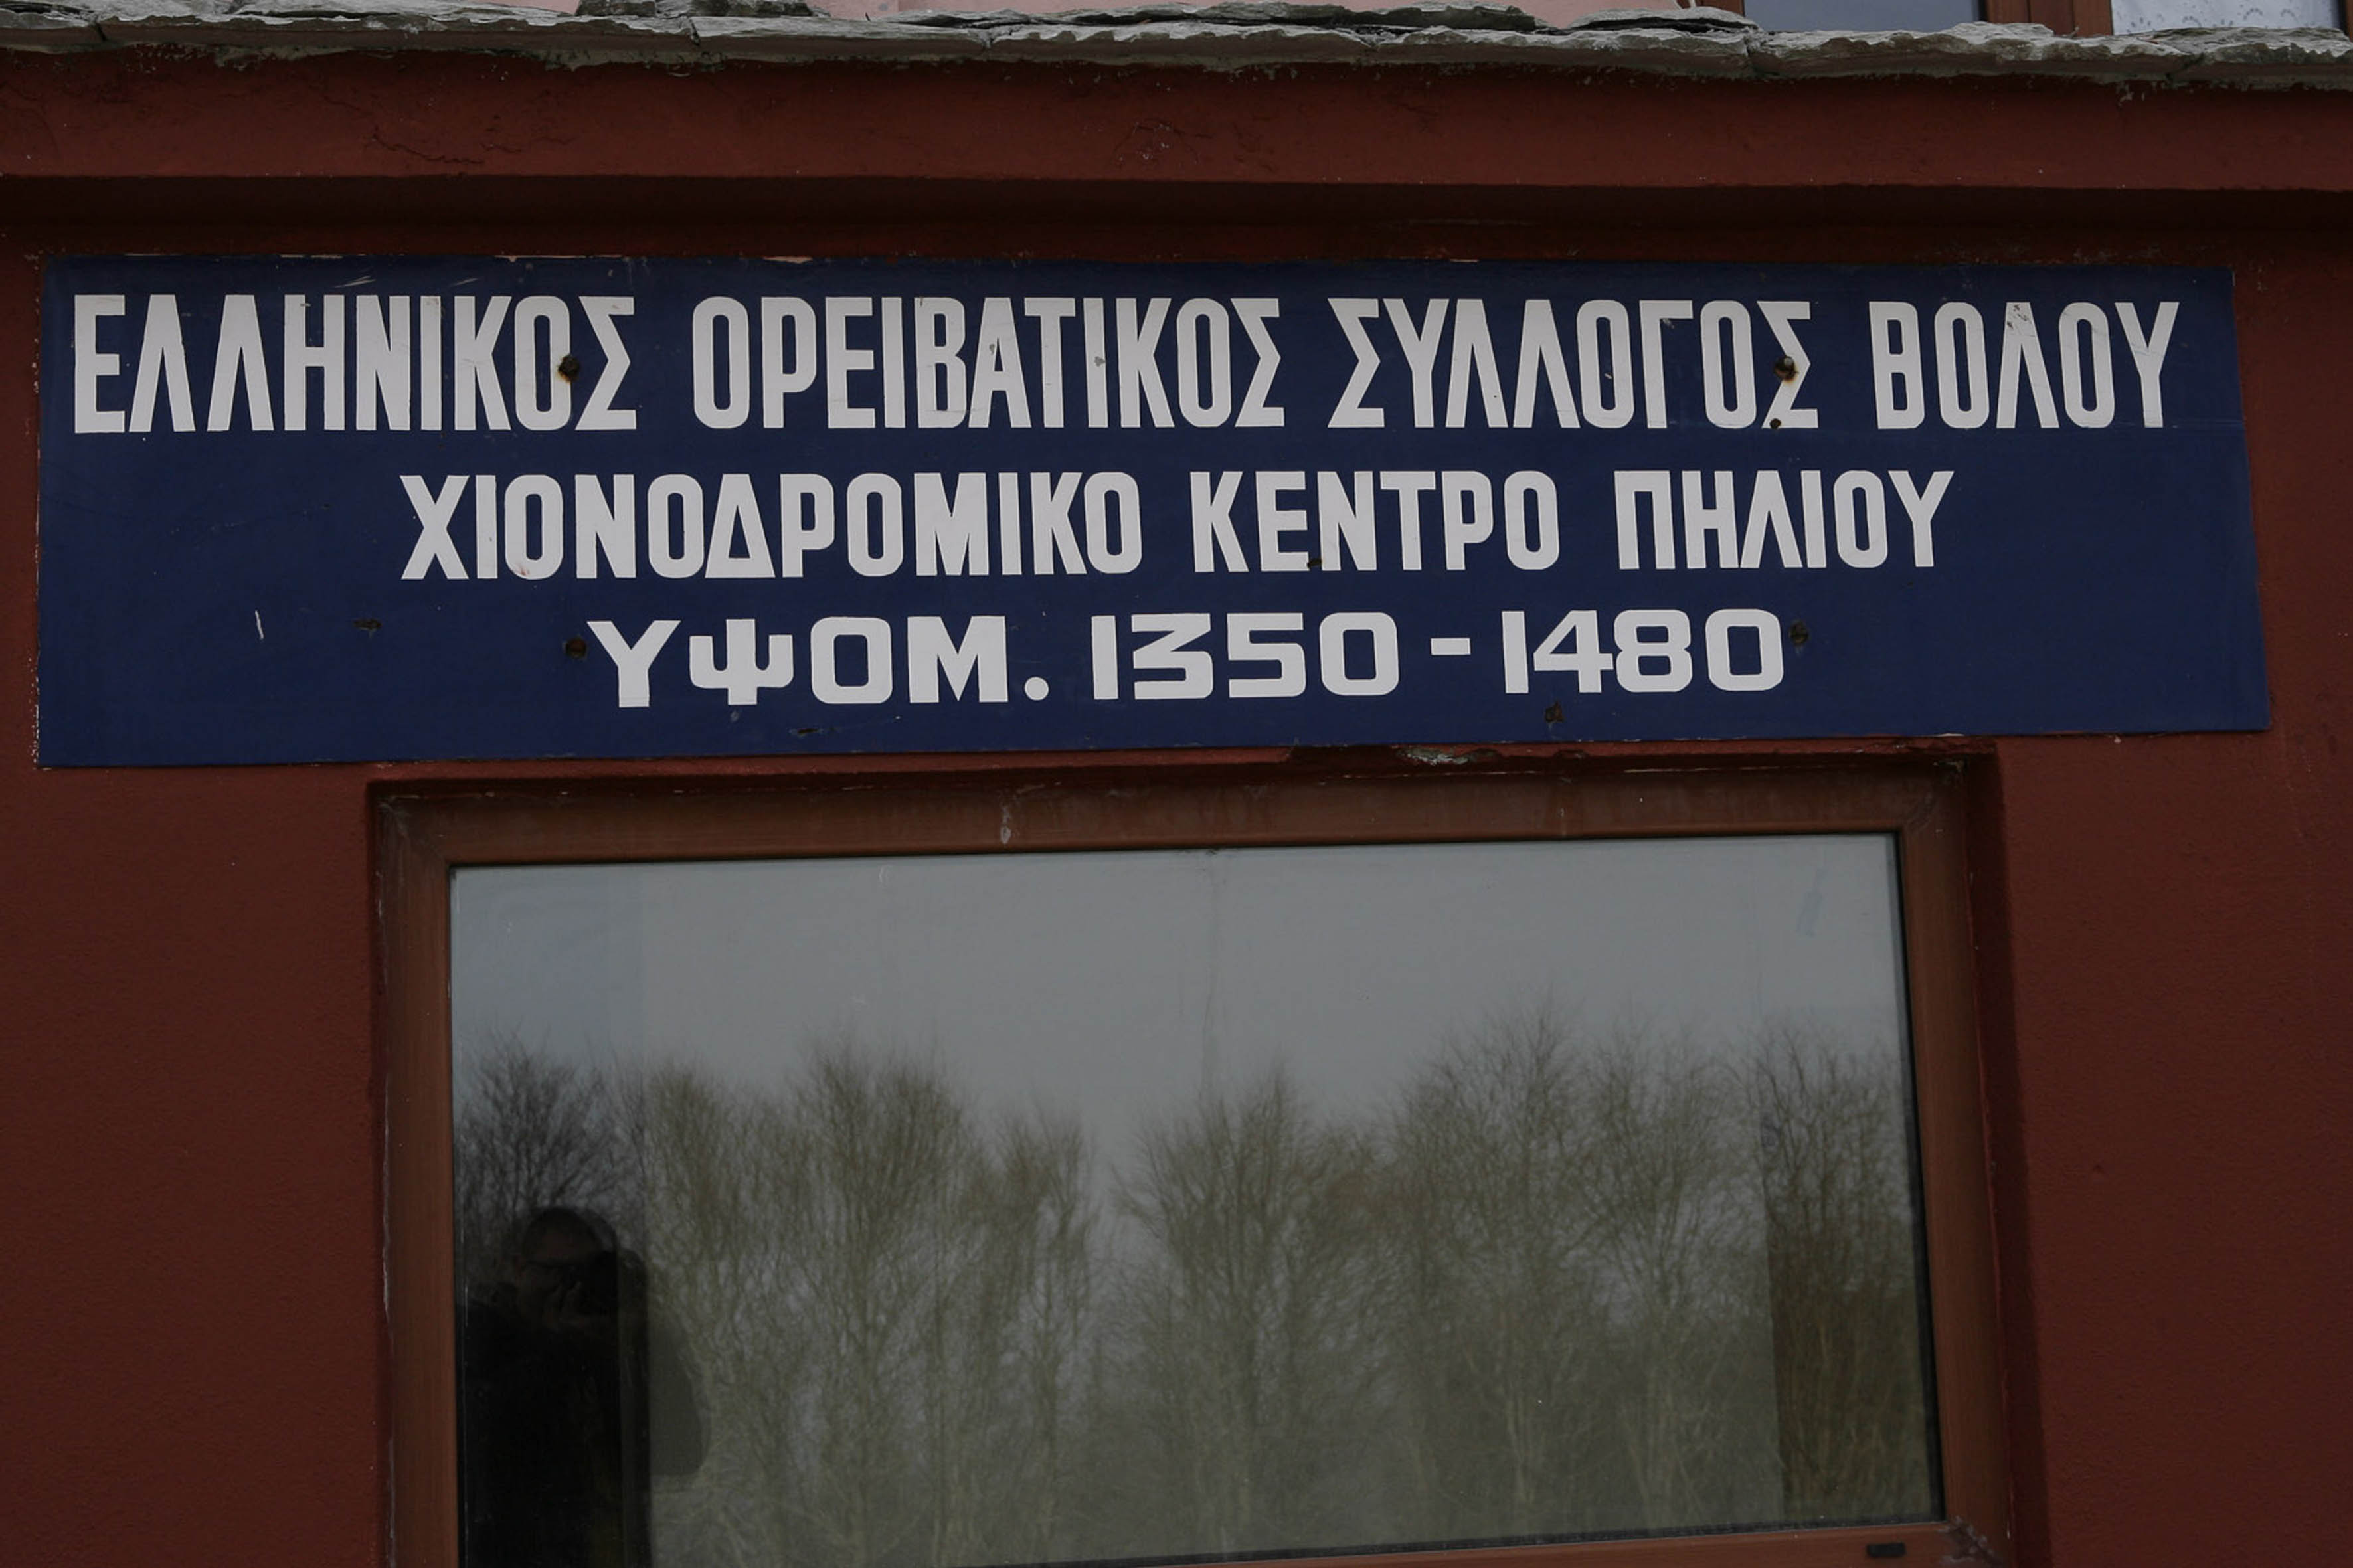 ΕΛΛΗΝΙΚΟΣ ΟΡΕΙΒΑΤΙΚΟΣ ΣΥΛΛΟΓΟΣ ΒΟΛΟΥ
ΧΙΟΝΟΔΡΟΜΙΚΟ ΚΕΝΤΡΟ ΠΗΛΙΟΥ
ΥΨΟΜ. 1350 - 1480